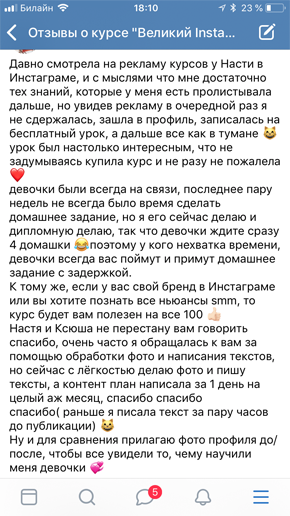 Билайн 18:10 23 %
Отзывы о курсе "Великий Insta...
Давно смотрела на рекламу курсов у Насти в
Инстаграме, и с мыслями что мне достаточно
тех знаний, которые у меня есть пролистывала
дальше, но увидев рекламу в очередной раз я
не сдержалась, зашла в профиль, записалась на
бесплатный урок, а дальше все как в тумане 😺
урок был настолько интересным, что не
задумываясь купила курс и не разу не пожалела
❤️
девочки были всегда на связи, последнее пару
недель не всегда было время сделать
домашнее задание, но я его сейчас делаю и
дипломную делаю, так что девочки ждите сразу
4 домашки 😂поэтому у кого нехватка времени,
девочки всегда вас поймут и примут домашнее
задание с задержкой.
К тому же, если у вас свой бренд в Инстаграме
или вы хотите познать все ньюансы smm, то
курс будет вам полезен на все 100 👍🏻
Настя и Ксюша не перестану вам говорить
спасибо, очень часто я обращалась к вам за
помощью обработки фото и написания текстов,
но сейчас с лёгкостью делаю фото и пишу
тексты, а контент план написала за 1 день на
целый аж месяц, спасибо спасибо
спасибо( раньше я писала текст за пару часов
до публикации) 😺
Ну и для сравнения прилагаю фото профиля до/
после, чтобы все увидели то, чему научили
меня девочки 💞
5